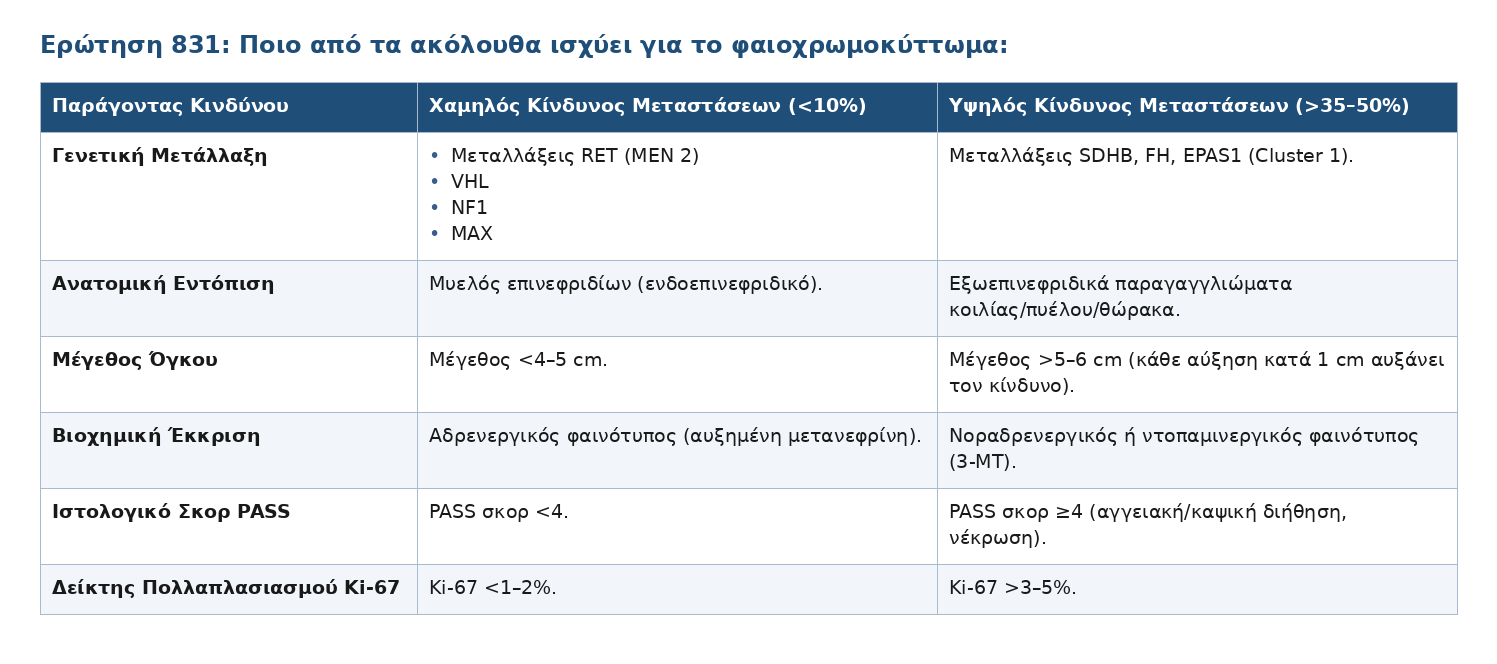 Ερώτηση 831: Ποιο από τα ακόλουθα ισχύει για το φαιοχρωμοκύττωμα:
Παράγοντας Κινδύνου
Χαμηλός Κίνδυνος Μεταστάσεων (<10%)
Υψηλός Κίνδυνος Μεταστάσεων (>35–50%)
Γενετική Μετάλλαξη
• Μεταλλάξεις RET (MEN 2)
• VHL
• NF1
• MAX
Μεταλλάξεις SDHB, FH, EPAS1 (Cluster 1).
Ανατομική Εντόπιση
Μυελός επινεφριδίων (ενδοεπινεφριδικό).
Εξωεπινεφριδικά παραγαγγλιώματα
κοιλίας/πυέλου/θώρακα.
Μέγεθος Όγκου
Μέγεθος <4–5 cm.
Μέγεθος >5–6 cm (κάθε αύξηση κατά 1 cm αυξάνει
τον κίνδυνο).
Βιοχημική Έκκριση
Αδρενεργικός φαινότυπος (αυξημένη μετανεφρίνη).
Νοραδρενεργικός ή ντοπαμινεργικός φαινότυπος
(3-MT).
Ιστολογικό Σκορ PASS
PASS σκορ <4.
PASS σκορ ≥4 (αγγειακή/καψική διήθηση,
νέκρωση).
Δείκτης Πολλαπλασιασμού Ki-67
Ki-67 <1–2%.
Ki-67 >3–5%.